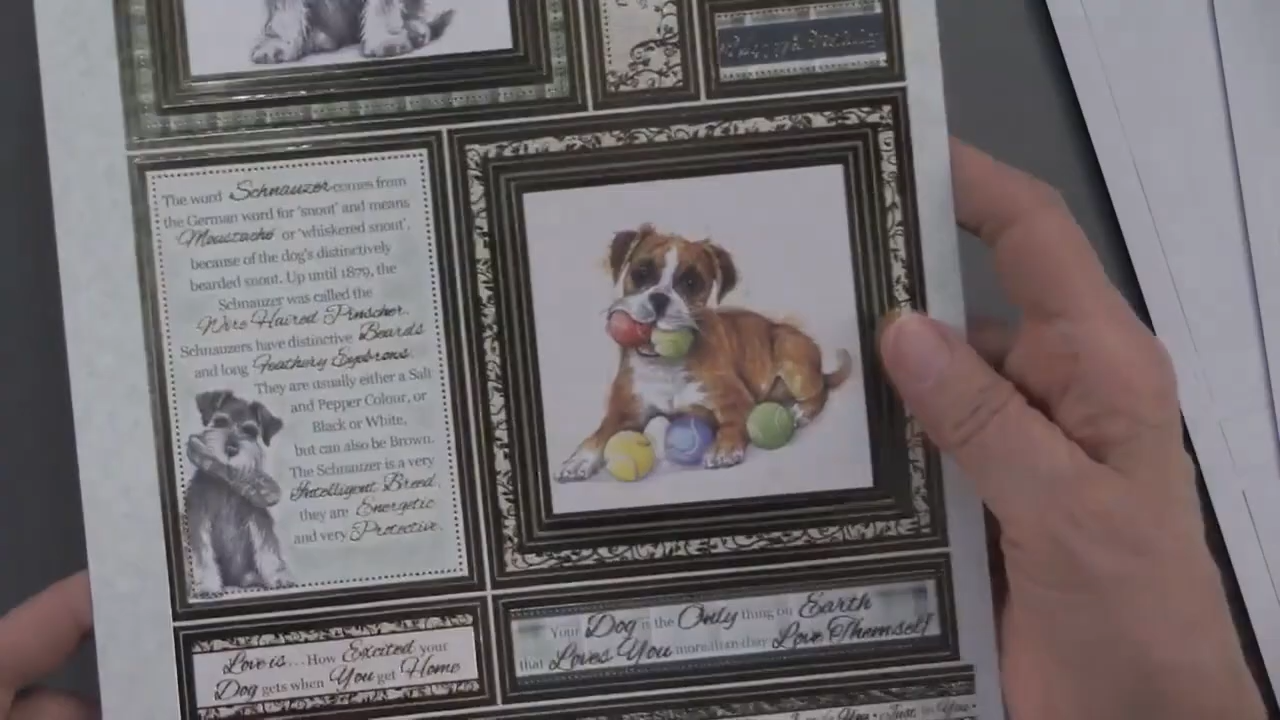 The word Schnauzer comes from
the German word for 'snout' and means
Moustache or 'whiskered snout',
because of the dog's distinctively
bearded snout. Up until 1879, the
Schnauzer was called the
Wire Haired Pinscher.
Schnauzers have distinctive Beards
and long Feathery Eyebrows.
They are usually either a Salt
and Pepper Colour, or
Black or White,
but can also be Brown.
The Schnauzer is a very
Intelligent Breed,
they are Energetic
and very Protective.
Love is... How Excited your
Dog gets when You get Home
Your Dog is the Only thing on Earth
that Loves You more than they Love Themself